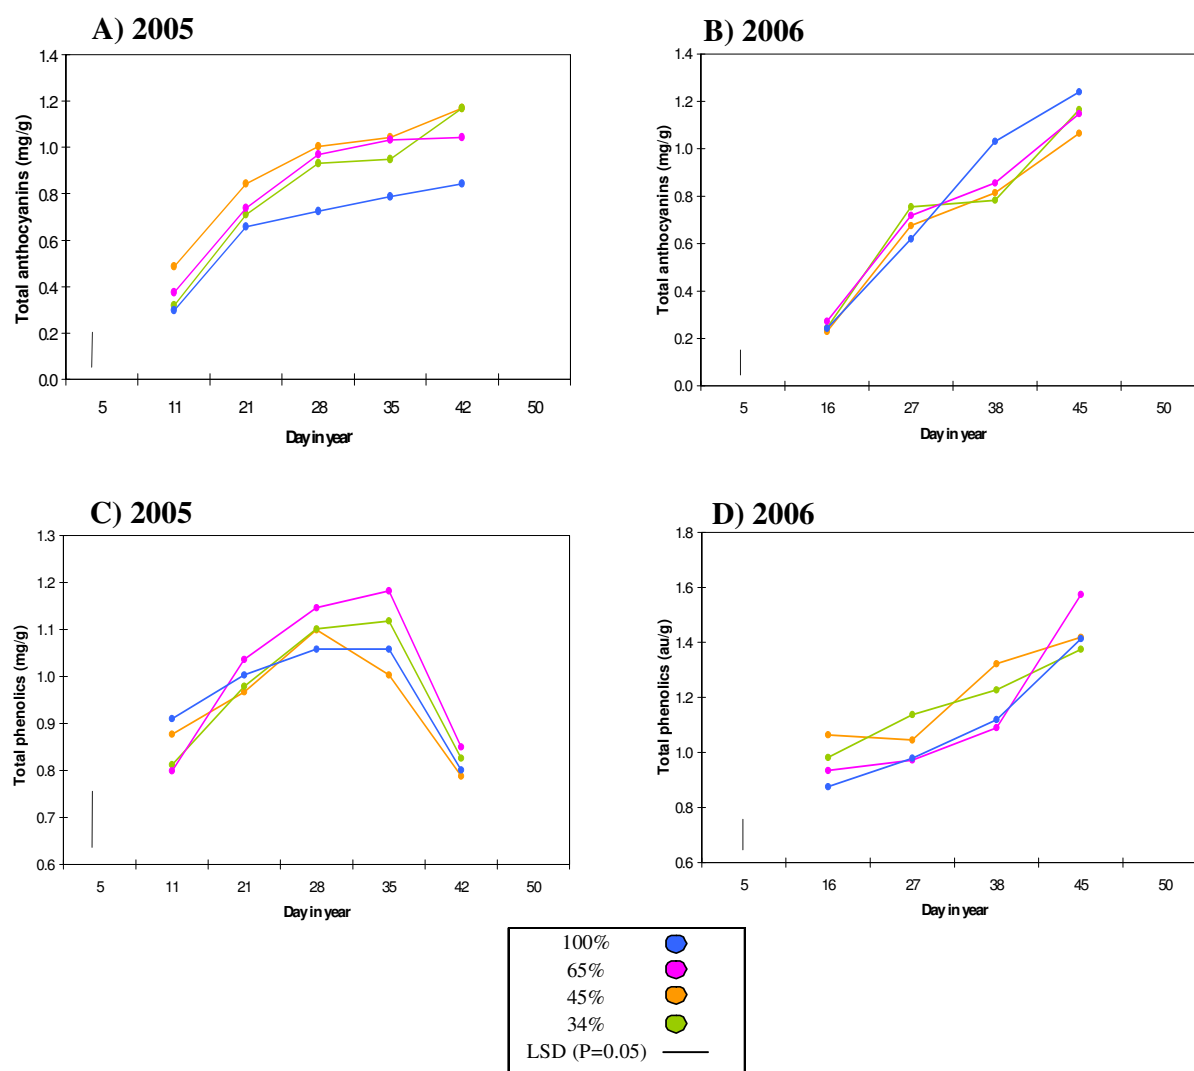 A) 2005
1.4
1.2
1.0
0.8
0.6
0.4
0.2
0.0
Total anthocyanins (mg/g)
5 11 21 28 35 42 50
Day in year
B) 2006
1.4
1.2
1.0
0.8
0.6
0.4
0.2
0.0
Total anthocyanins (mg/g)
5 16 27 38 45 50
Day in year
C) 2005
1.3
1.2
1.1
1.0
0.9
0.8
0.7
0.6
Total phenolics (mg/g)
5 11 21 28 35 42 50
Day in year
D) 2006
1.8
1.6
1.4
1.2
1.0
0.8
0.6
Total phenolics (au/g)
5 16 27 38 45 50
Day in year
100%
65%
45%
34%
LSD (P=0.05)